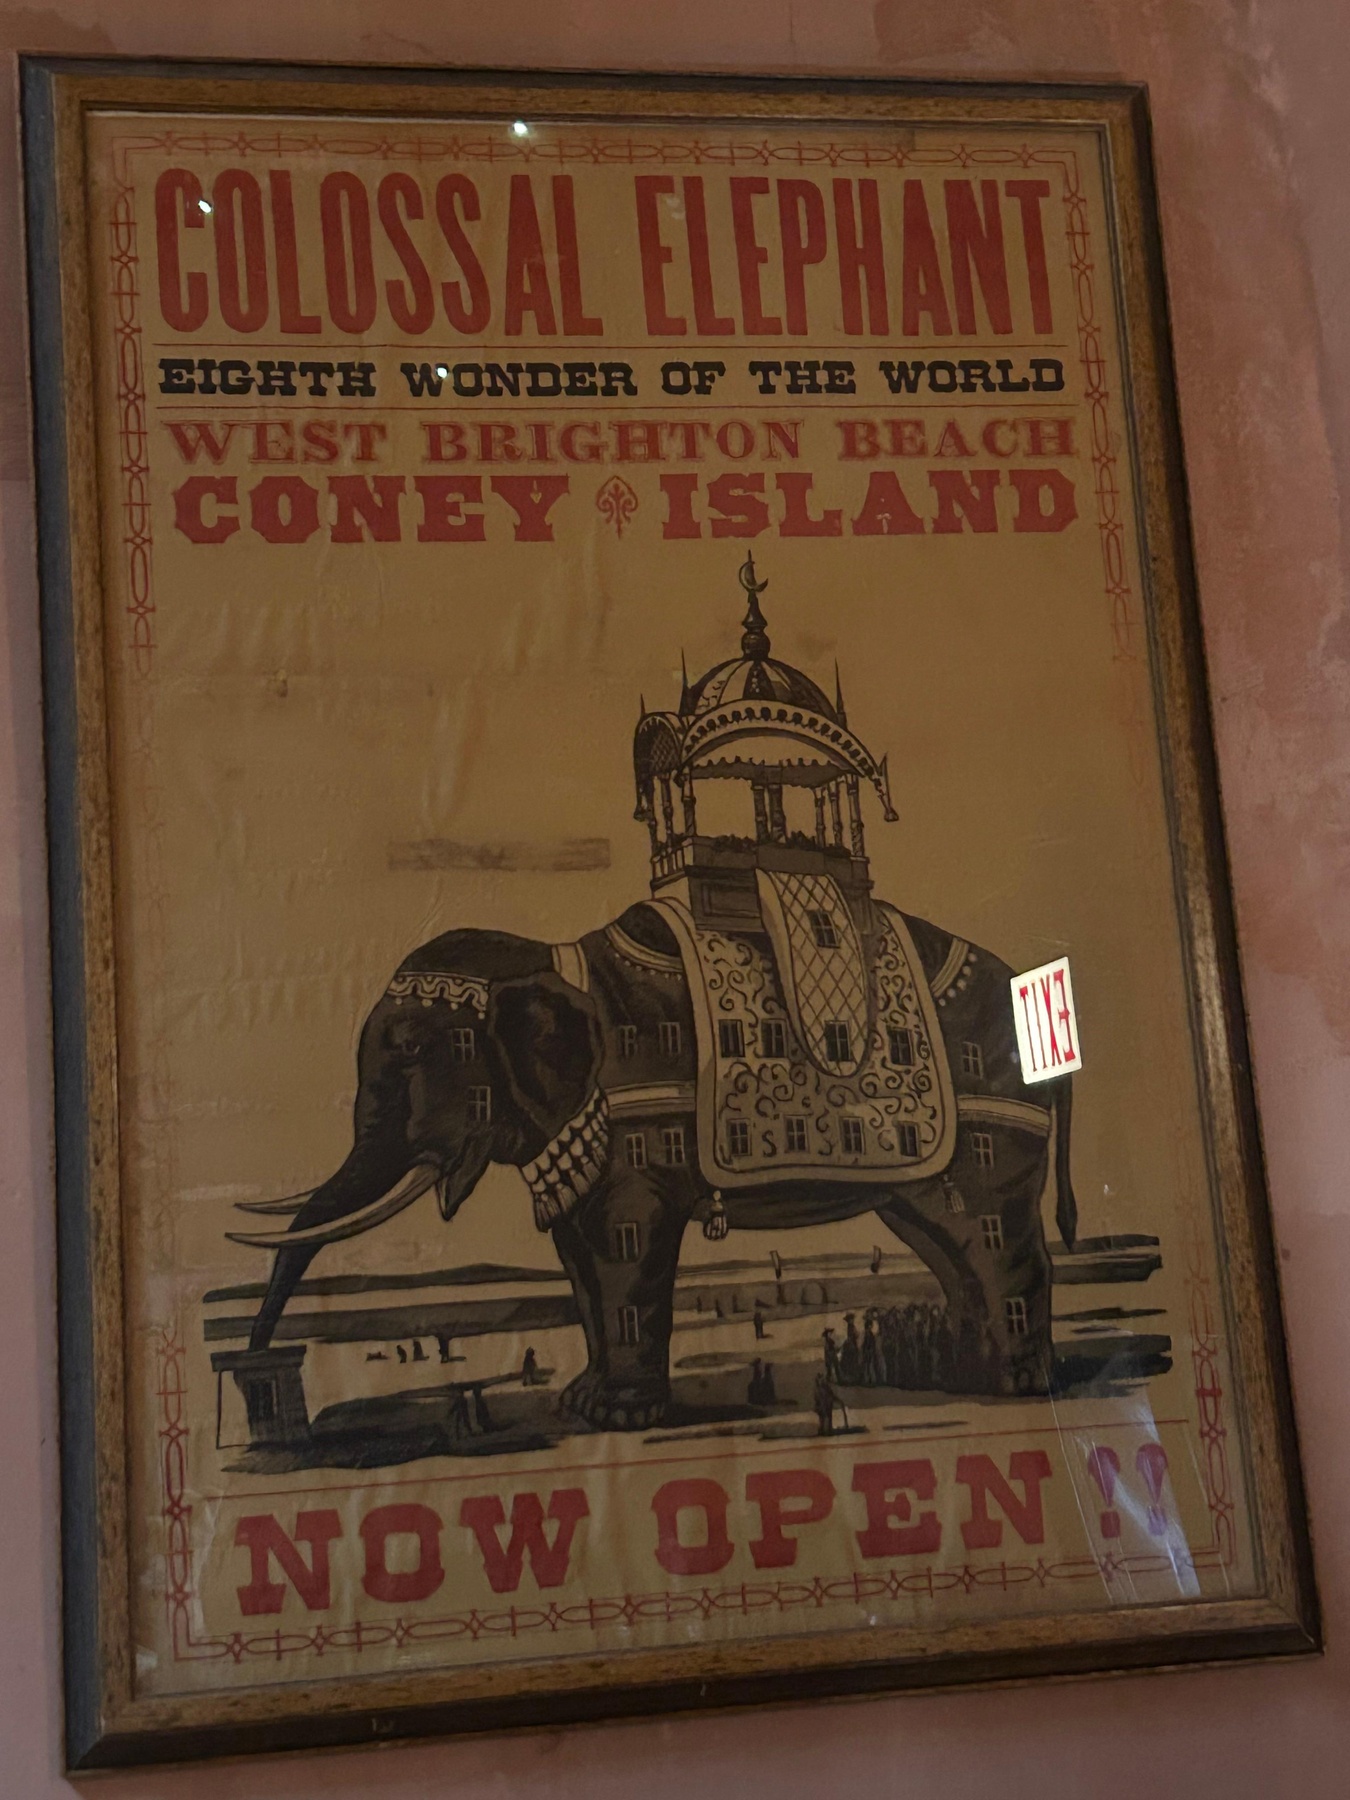 COLOSSAL ELEPHANT
EIGHTH WONDER OF THE WORLD
WEST BRIGHTON BEACH
CONEY ISLAND
EXIT
NOW OPEN !!